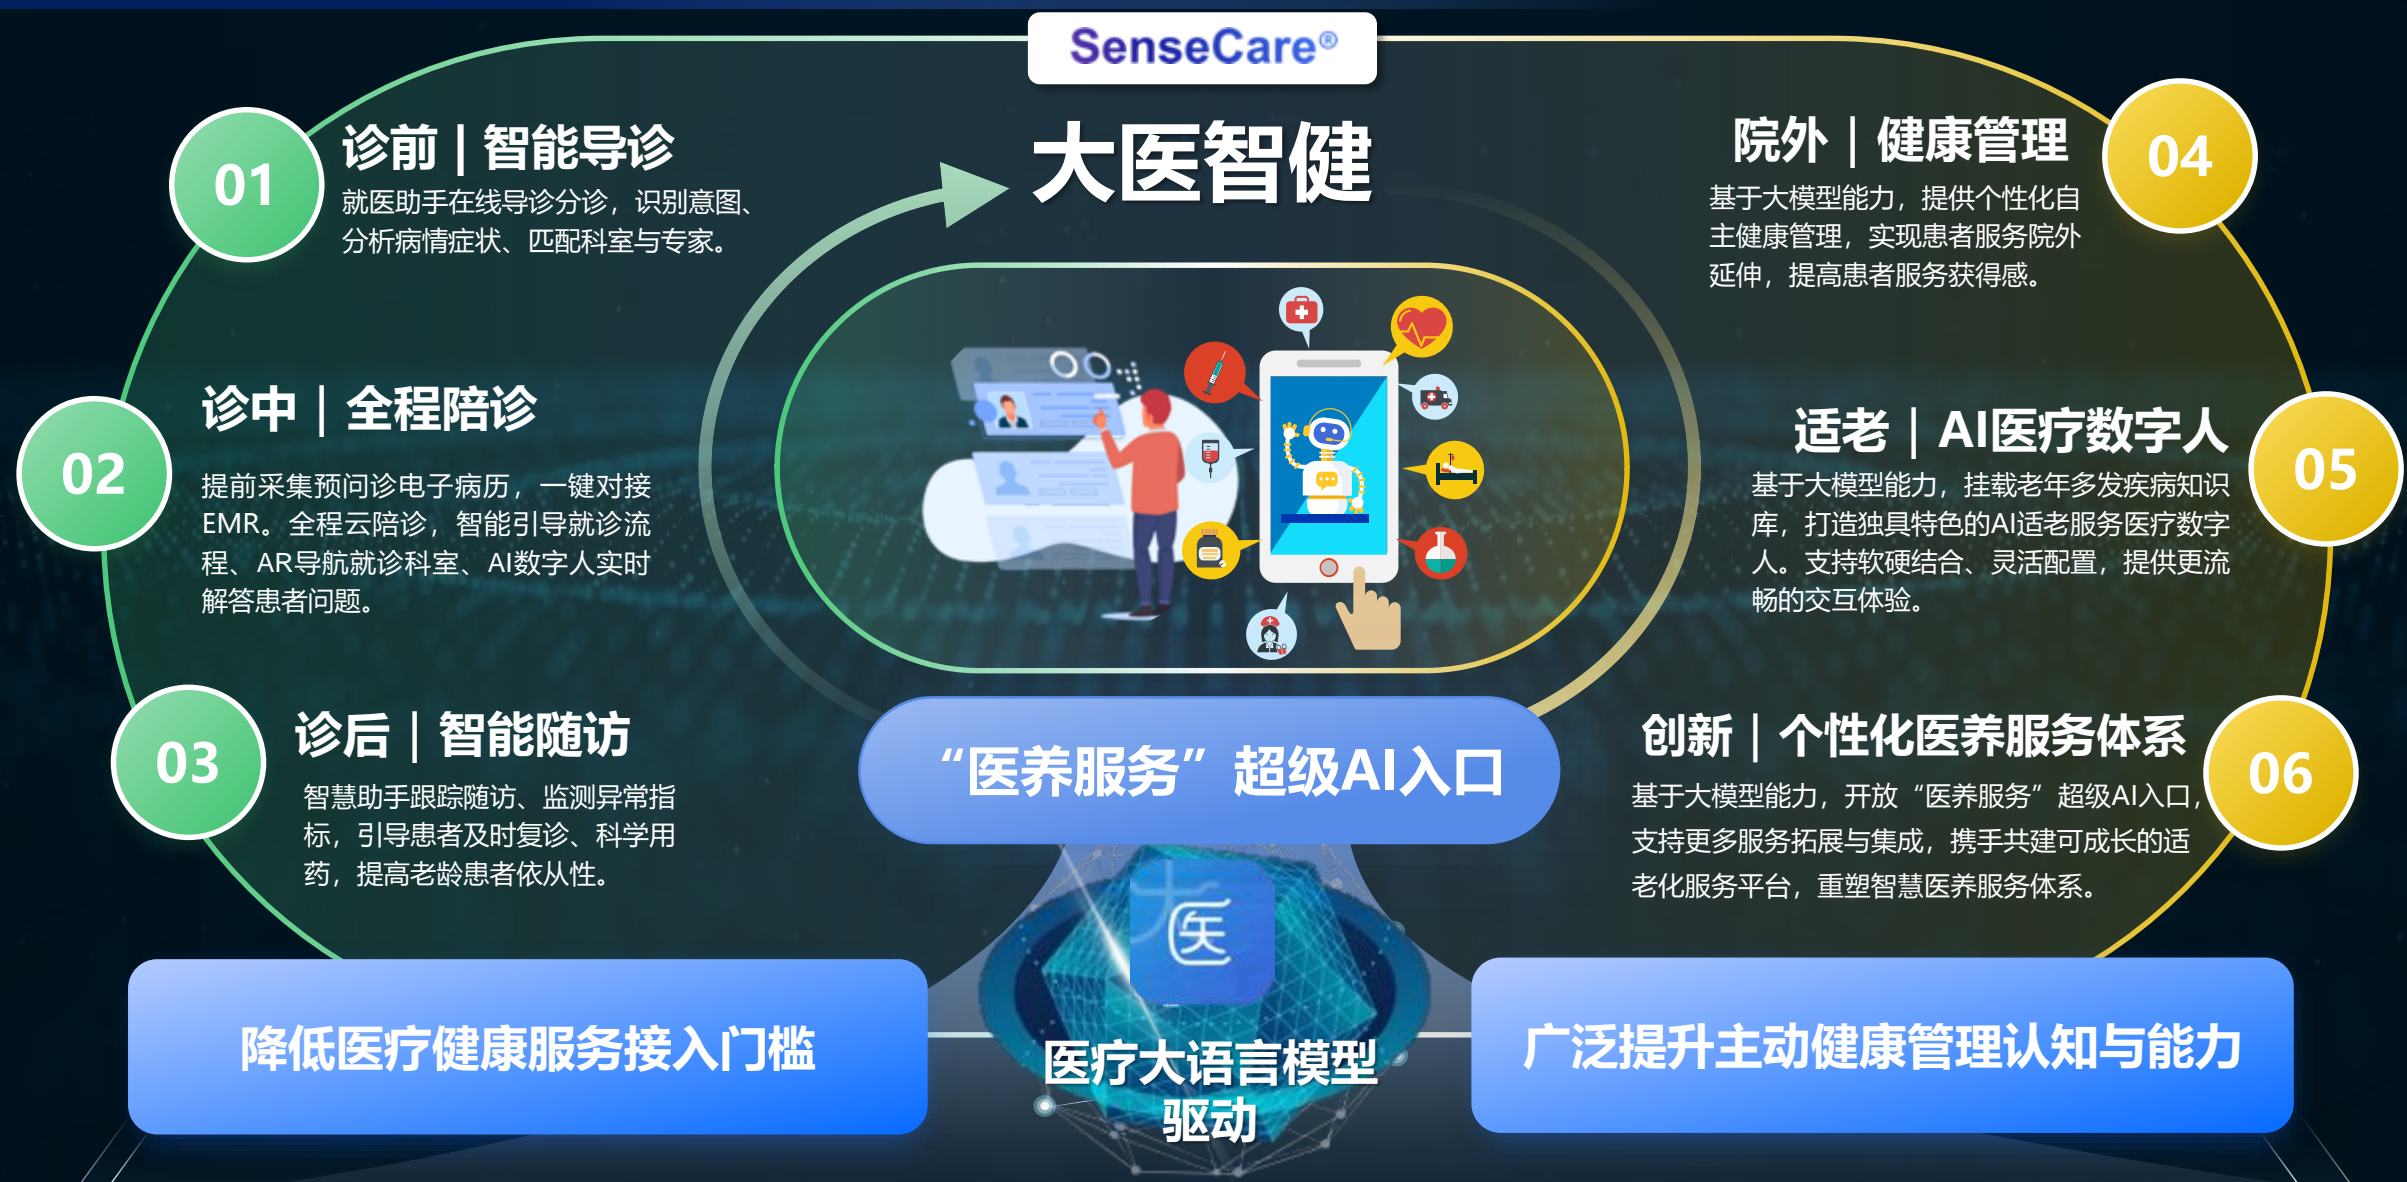 SenseCare®
大医智健
01
诊前｜智能导诊
就医助手在线导诊分诊，识别意图、
分析病情症状、匹配科室与专家。
02
诊中｜全程陪诊
提前采集预问诊电子病历，一键对接
EMR。全程云陪诊，智能引导就诊流
程、AR导航就诊科室、AI数字人实时
解答患者问题。
03
诊后｜智能随访
智慧助手跟踪随访、监测异常指
标，引导患者及时复诊、科学用
药，提高老龄患者依从性。
04
院外｜健康管理
基于大模型能力，提供个性化自
主健康管理，实现患者服务院外
延伸，提高患者服务获得感。
05
适老｜AI医疗数字人
基于大模型能力，挂载老年多发疾病知识
库，打造独具特色的AI适老服务医疗数字
人。支持软硬结合、灵活配置，提供更流
畅的交互体验。
06
创新｜个性化医养服务体系
基于大模型能力，开放“医养服务”超级AI入口，
支持更多服务拓展与集成，携手共建可成长的适
老化服务平台，重塑智慧医养服务体系。
“医养服务”超级AI入口
大
医
医疗大语言模型
驱动
降低医疗健康服务接入门槛
广泛提升主动健康管理认知与能力